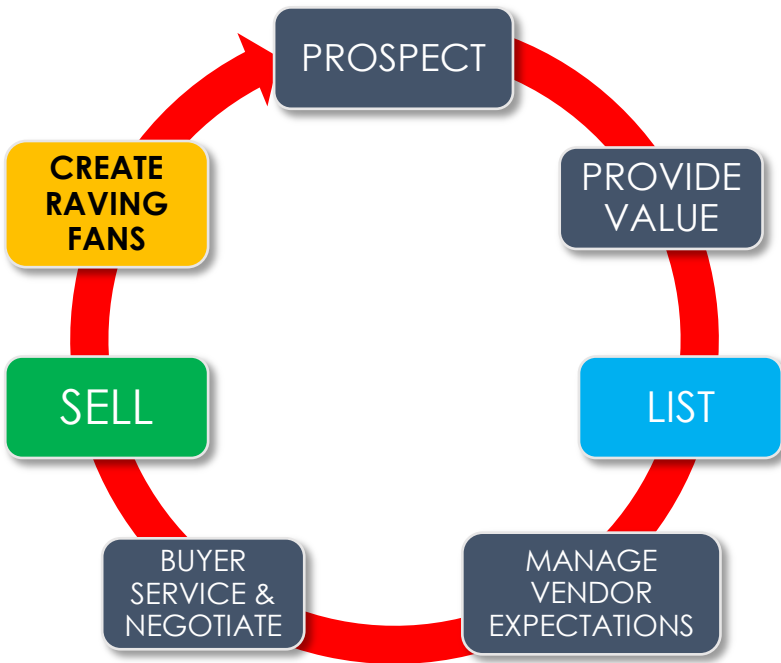 PROSPECT
PROVIDE
VALUE
LIST
MANAGE
VENDOR
EXPECTATIONS
BUYER
SERVICE &
NEGOTIATE
SELL
CREATE
RAVING
FANS